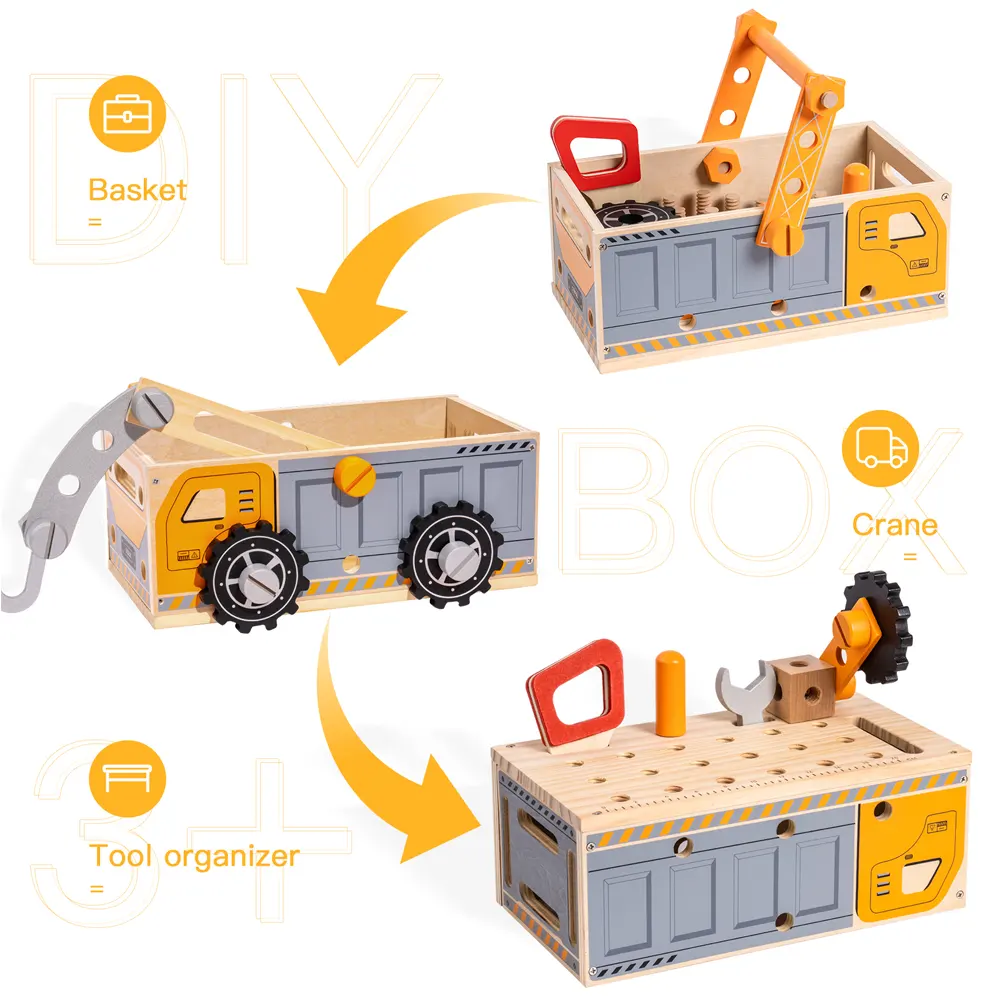 DIY
Basket
=
BOX
Crane
=
3+
Tool organizer
=